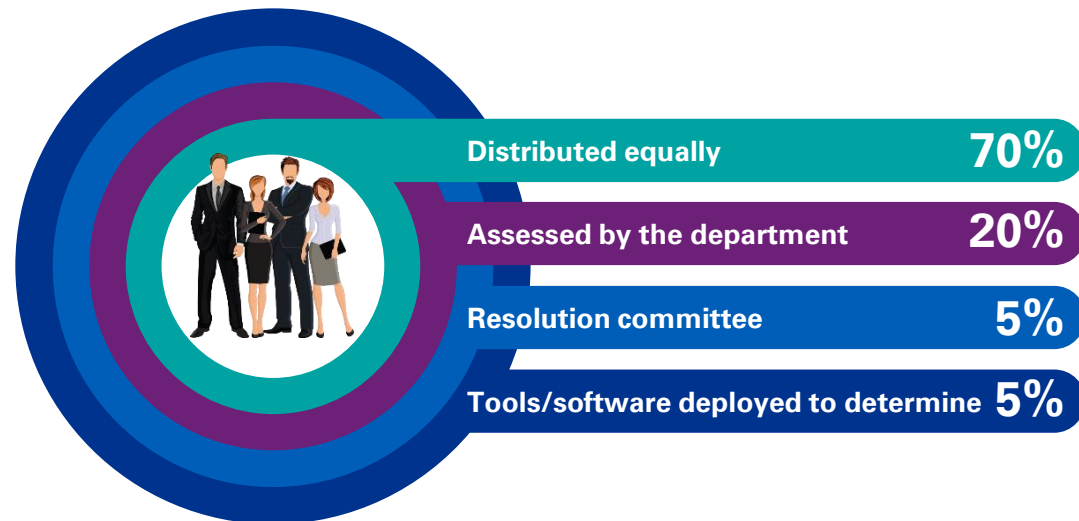 Distributed equally 70%
Assessed by the department 20%
Resolution committee 5%
Tools/software deployed to determine 5%